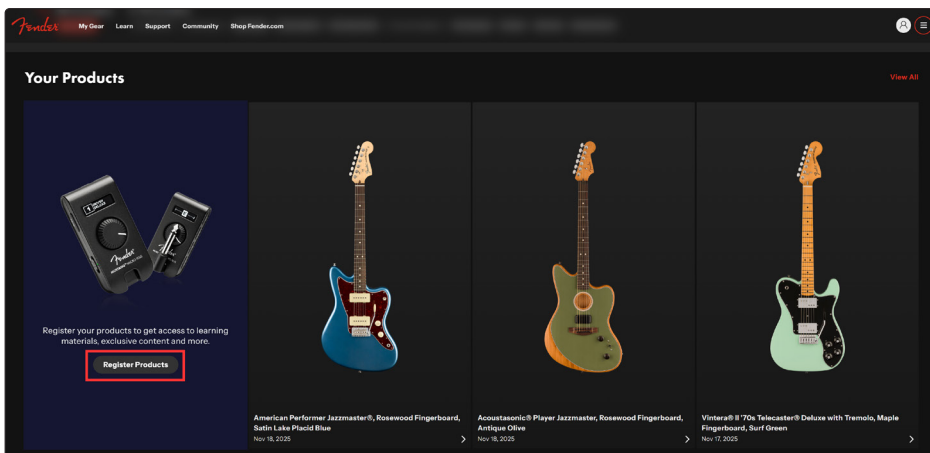 Fender My Gear Learn Support Community Shop Fender.com
Your Products
View All
Fender
Register your products to get access to learning
materials, exclusive content and more.
Register Products
American Performer Jazzmaster®, Rosewood Fingerboard,
Satin Lake Placid Blue
Nov 18, 2025
Acoustasonic® Player Jazzmaster, Rosewood Fingerboard,
Antique Olive
Nov 18, 2025
Vintera® II '70s Telecaster® Deluxe with Tremolo, Maple
Fingerboard, Surf Green
Nov 17, 2025